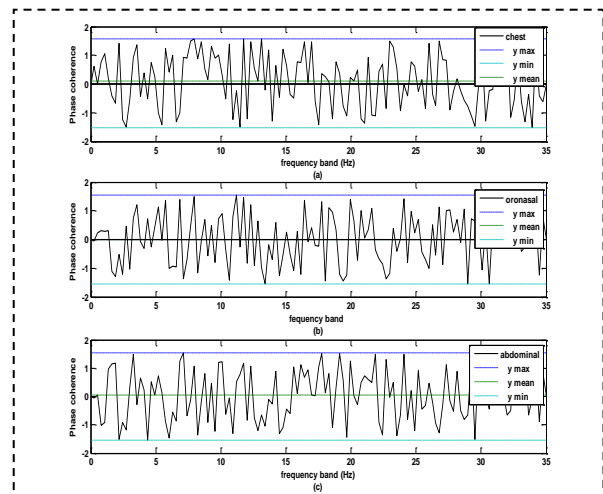 2
1
0
-1
-2
Phase coherence
chest
y max
y min
y mean
0 5 10 15 20 25 30 35
frequency band (Hz)
(a)
2
1
0
-1
-2
Phase coherence
oronasal
y max
y mean
y min
0 5 10 15 20 25 30 35
frequency band
(b)
2
1
0
-1
-2
Phase coherence
abdominal
y max
y mean
y min
0 5 10 15 20 25 30 35
frequency band (Hz)
(c)